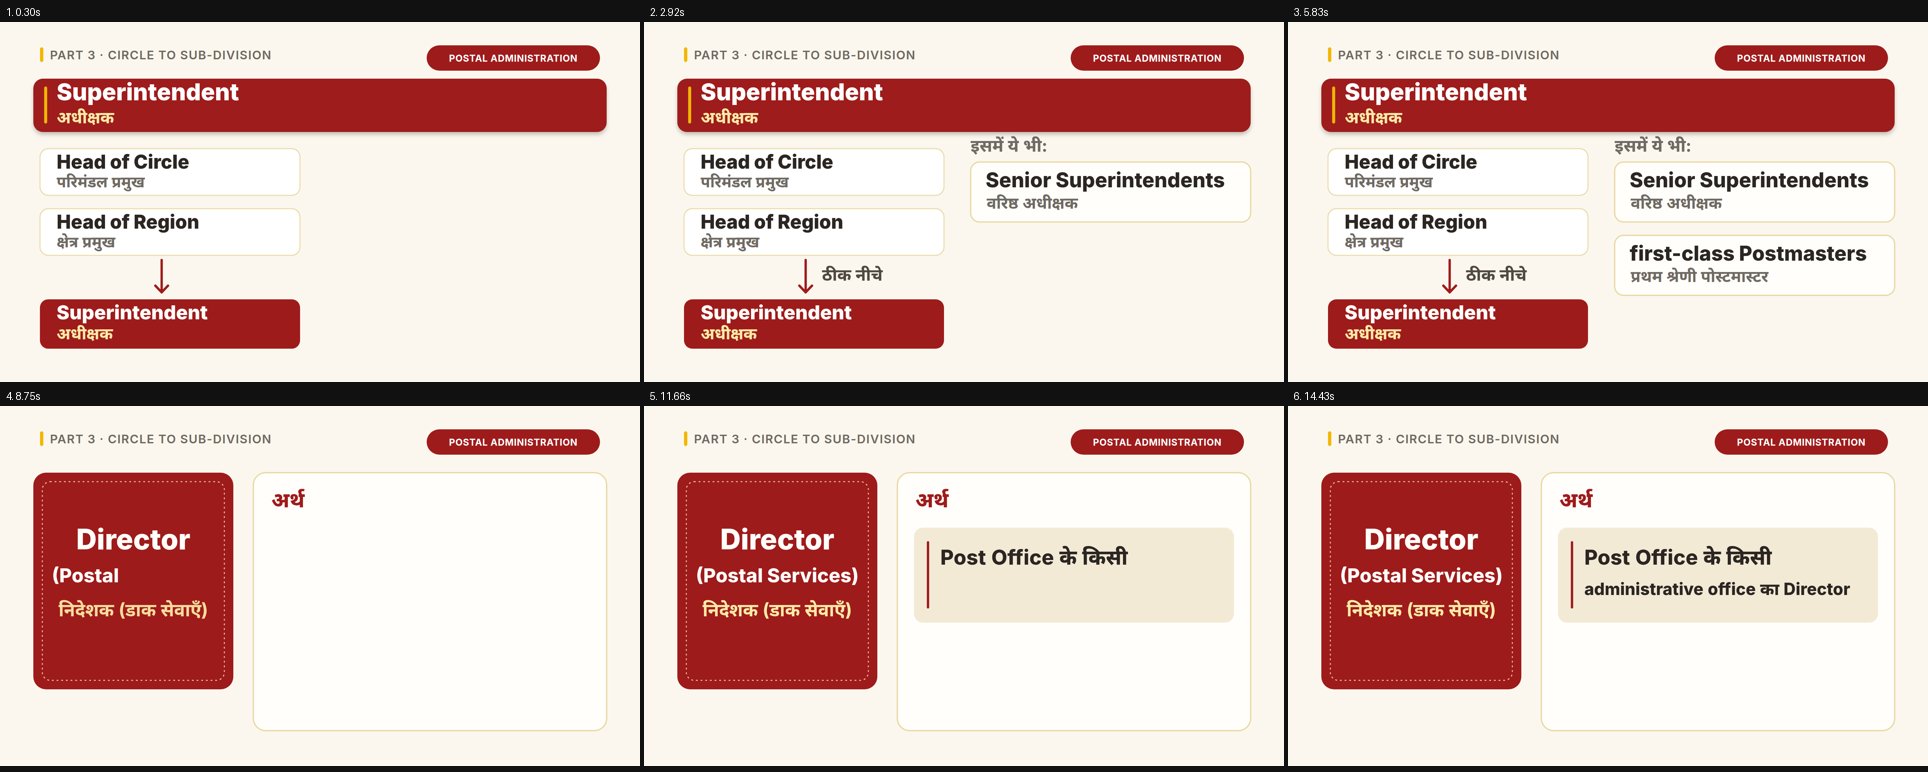 1. 0.30s
PART 3 · CIRCLE TO SUB-DIVISION
POSTAL ADMINISTRATION
Superintendent
अधीक्षक
Head of Circle
परिमंडल प्रमुख
Head of Region
क्षेत्र प्रमुख
Superintendent
अधीक्षक
2. 2.92s
PART 3 · CIRCLE TO SUB-DIVISION
POSTAL ADMINISTRATION
Superintendent
अधीक्षक
Head of Circle
परिमंडल प्रमुख
Head of Region
क्षेत्र प्रमुख
ठीक नीचे
Superintendent
अधीक्षक
इसमें ये भी:
Senior Superintendents
वरिष्ठ अधीक्षक
3. 5.83s
PART 3 · CIRCLE TO SUB-DIVISION
POSTAL ADMINISTRATION
Superintendent
अधीक्षक
Head of Circle
परिमंडल प्रमुख
Head of Region
क्षेत्र प्रमुख
ठीक नीचे
Superintendent
अधीक्षक
इसमें ये भी:
Senior Superintendents
वरिष्ठ अधीक्षक
first-class Postmasters
प्रथम श्रेणी पोस्टमास्टर
4. 8.75s
PART 3 · CIRCLE TO SUB-DIVISION
POSTAL ADMINISTRATION
Director
(Postal
निदेशक (डाक सेवाएँ)
अर्थ
5. 11.66s
PART 3 · CIRCLE TO SUB-DIVISION
POSTAL ADMINISTRATION
Director
(Postal Services)
निदेशक (डाक सेवाएँ)
अर्थ
Post Office के किसी
6. 14.43s
PART 3 · CIRCLE TO SUB-DIVISION
POSTAL ADMINISTRATION
Director
(Postal Services)
निदेशक (डाक सेवाएँ)
अर्थ
Post Office के किसी
administrative office का Director